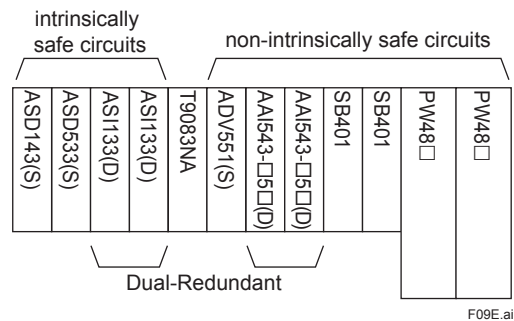 intrinsically
safe circuits
non-intrinsically safe circuits
ASD143(S)
ASD533(S)
ASI133(D)
ASI133(D)
T9083NA
ADV551(S)
AAI543-□5□(D)
AAI543-□5□(D)
SB401
SB401
PW48□
PW48□
Dual-Redundant
F09E.ai